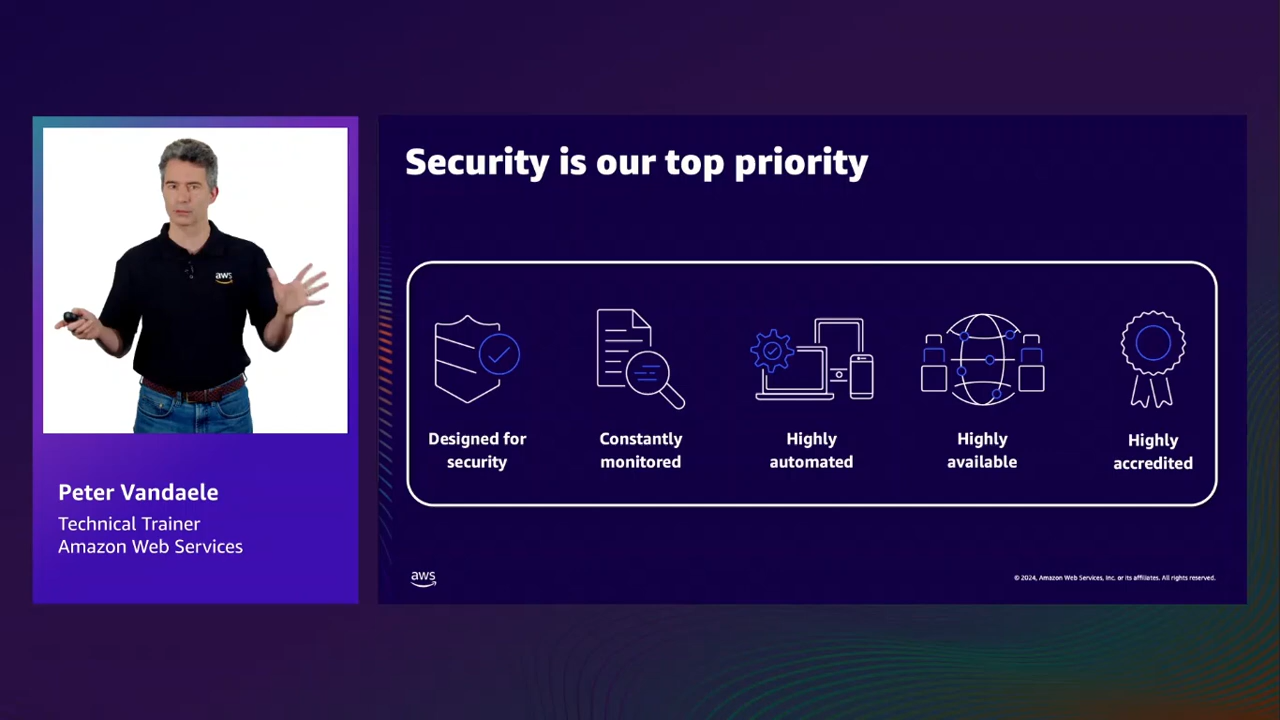 aws
Peter Vandaele
Technical Trainer
Amazon Web Services
Security is our top priority
Designed for
security
Constantly
monitored
Highly
automated
Highly
available
Highly
accredited
aws
© 2024, Amazon Web Services, Inc. or its affiliates. All rights reserved.